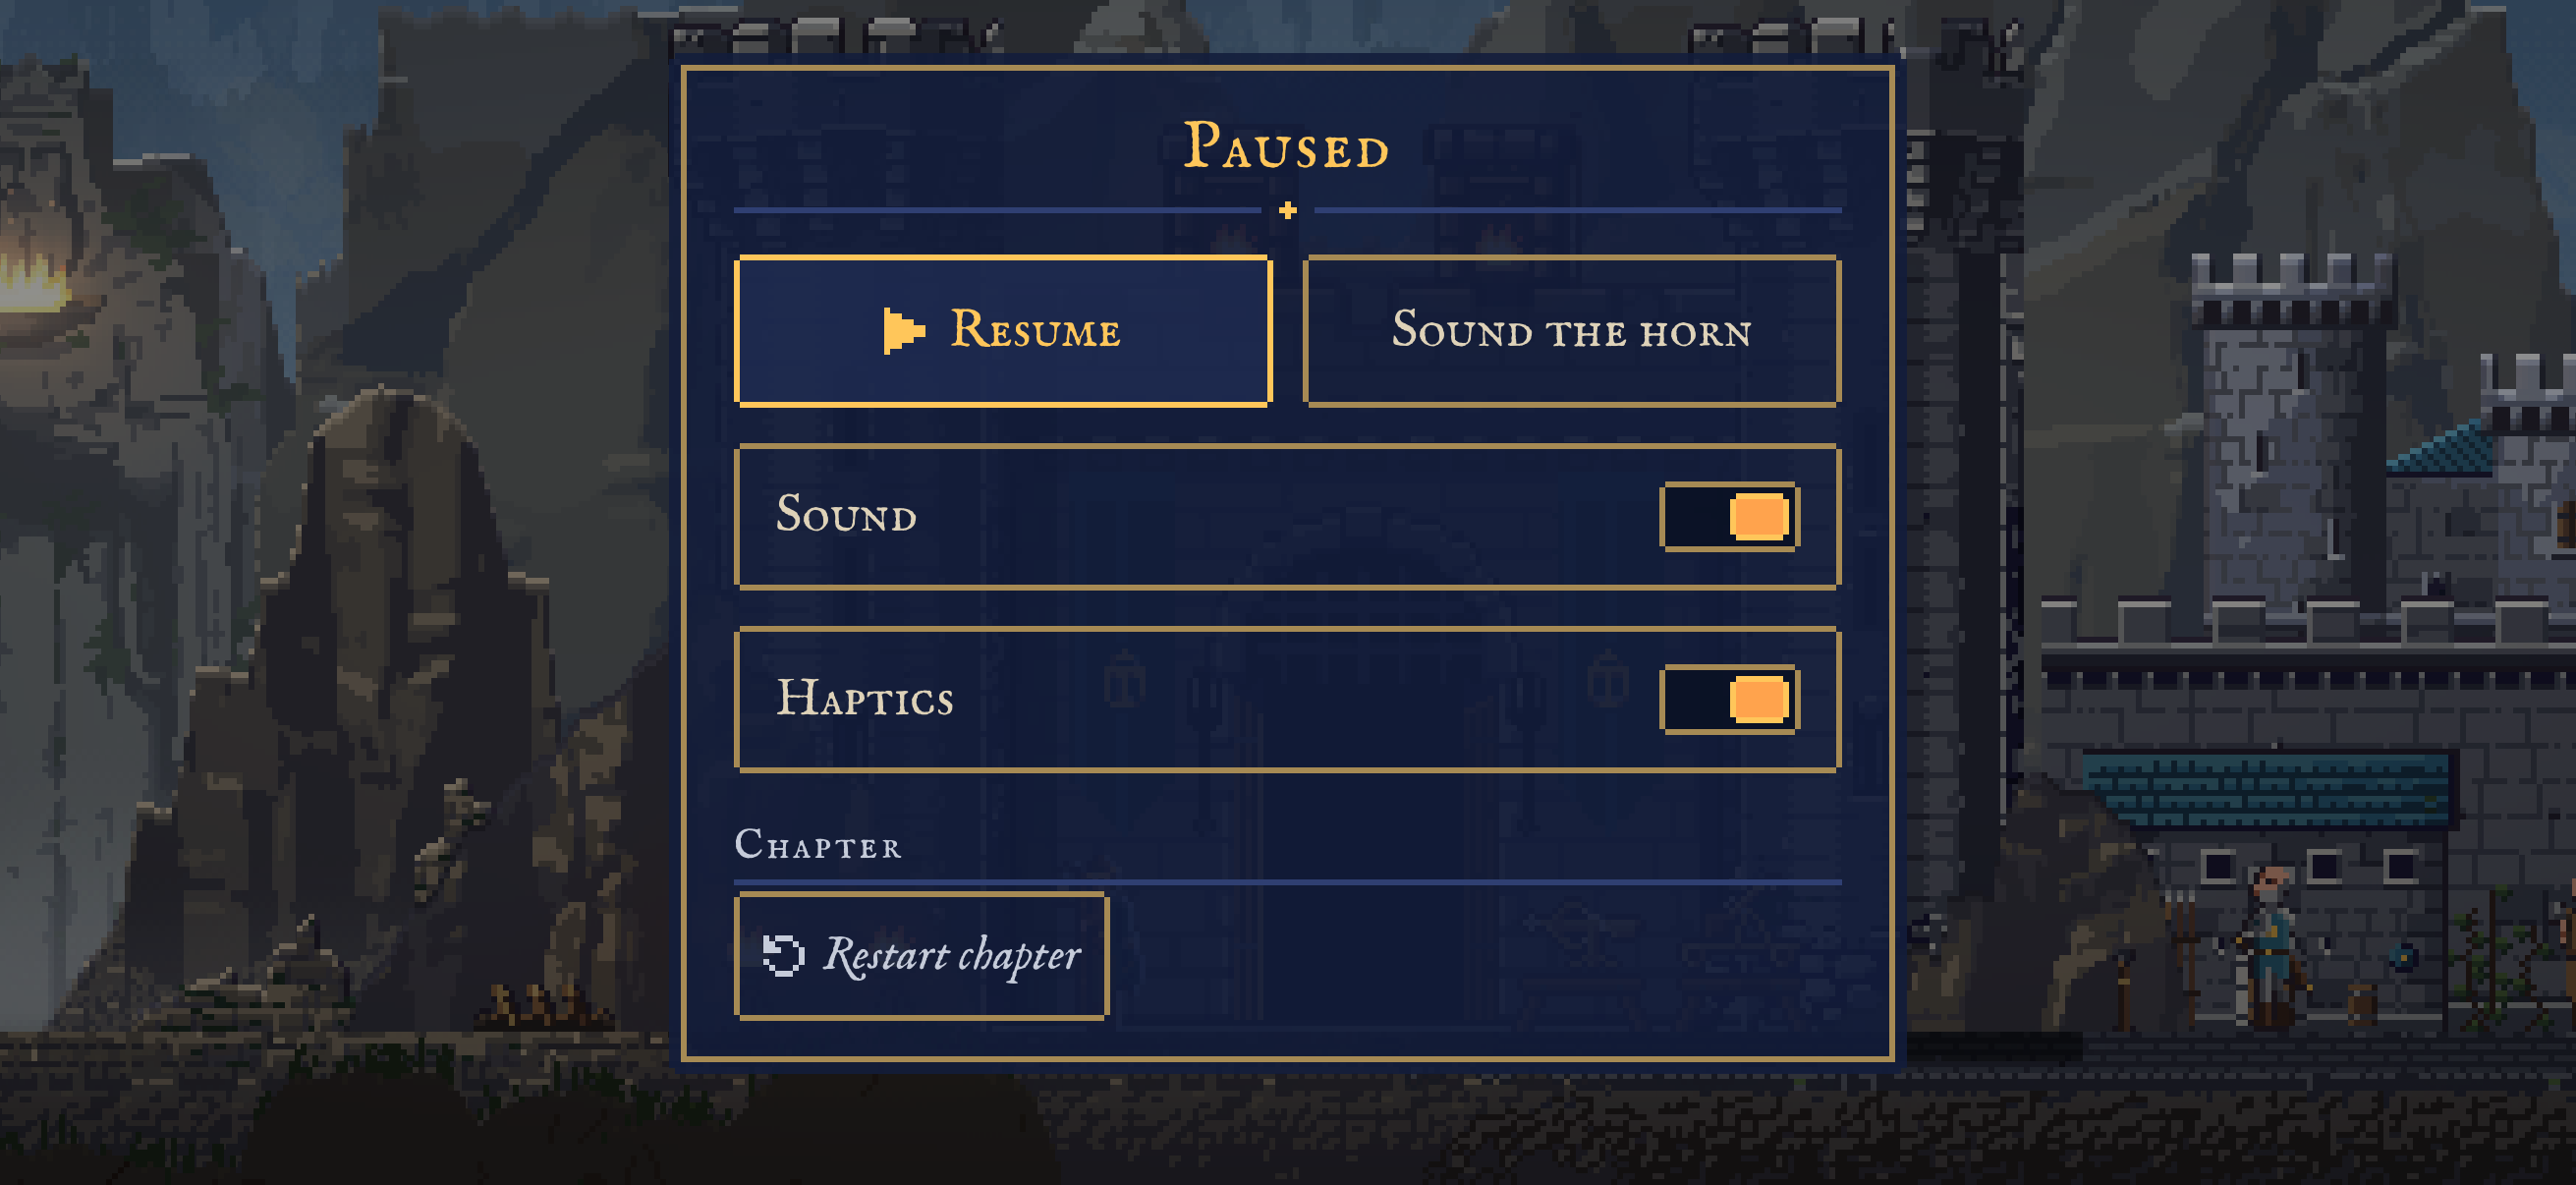 Paused
Resume
Sound the horn
Sound
Haptics
Chapter
Restart chapter